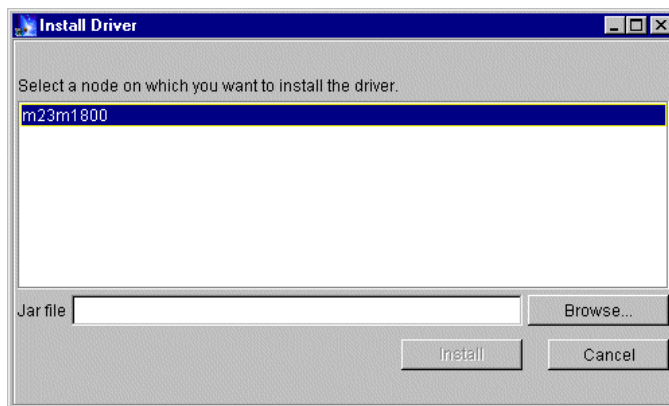 Install Driver
Select a node on which you want to install the driver.
m23m1800
Jar file
Browse...
Install
Cancel